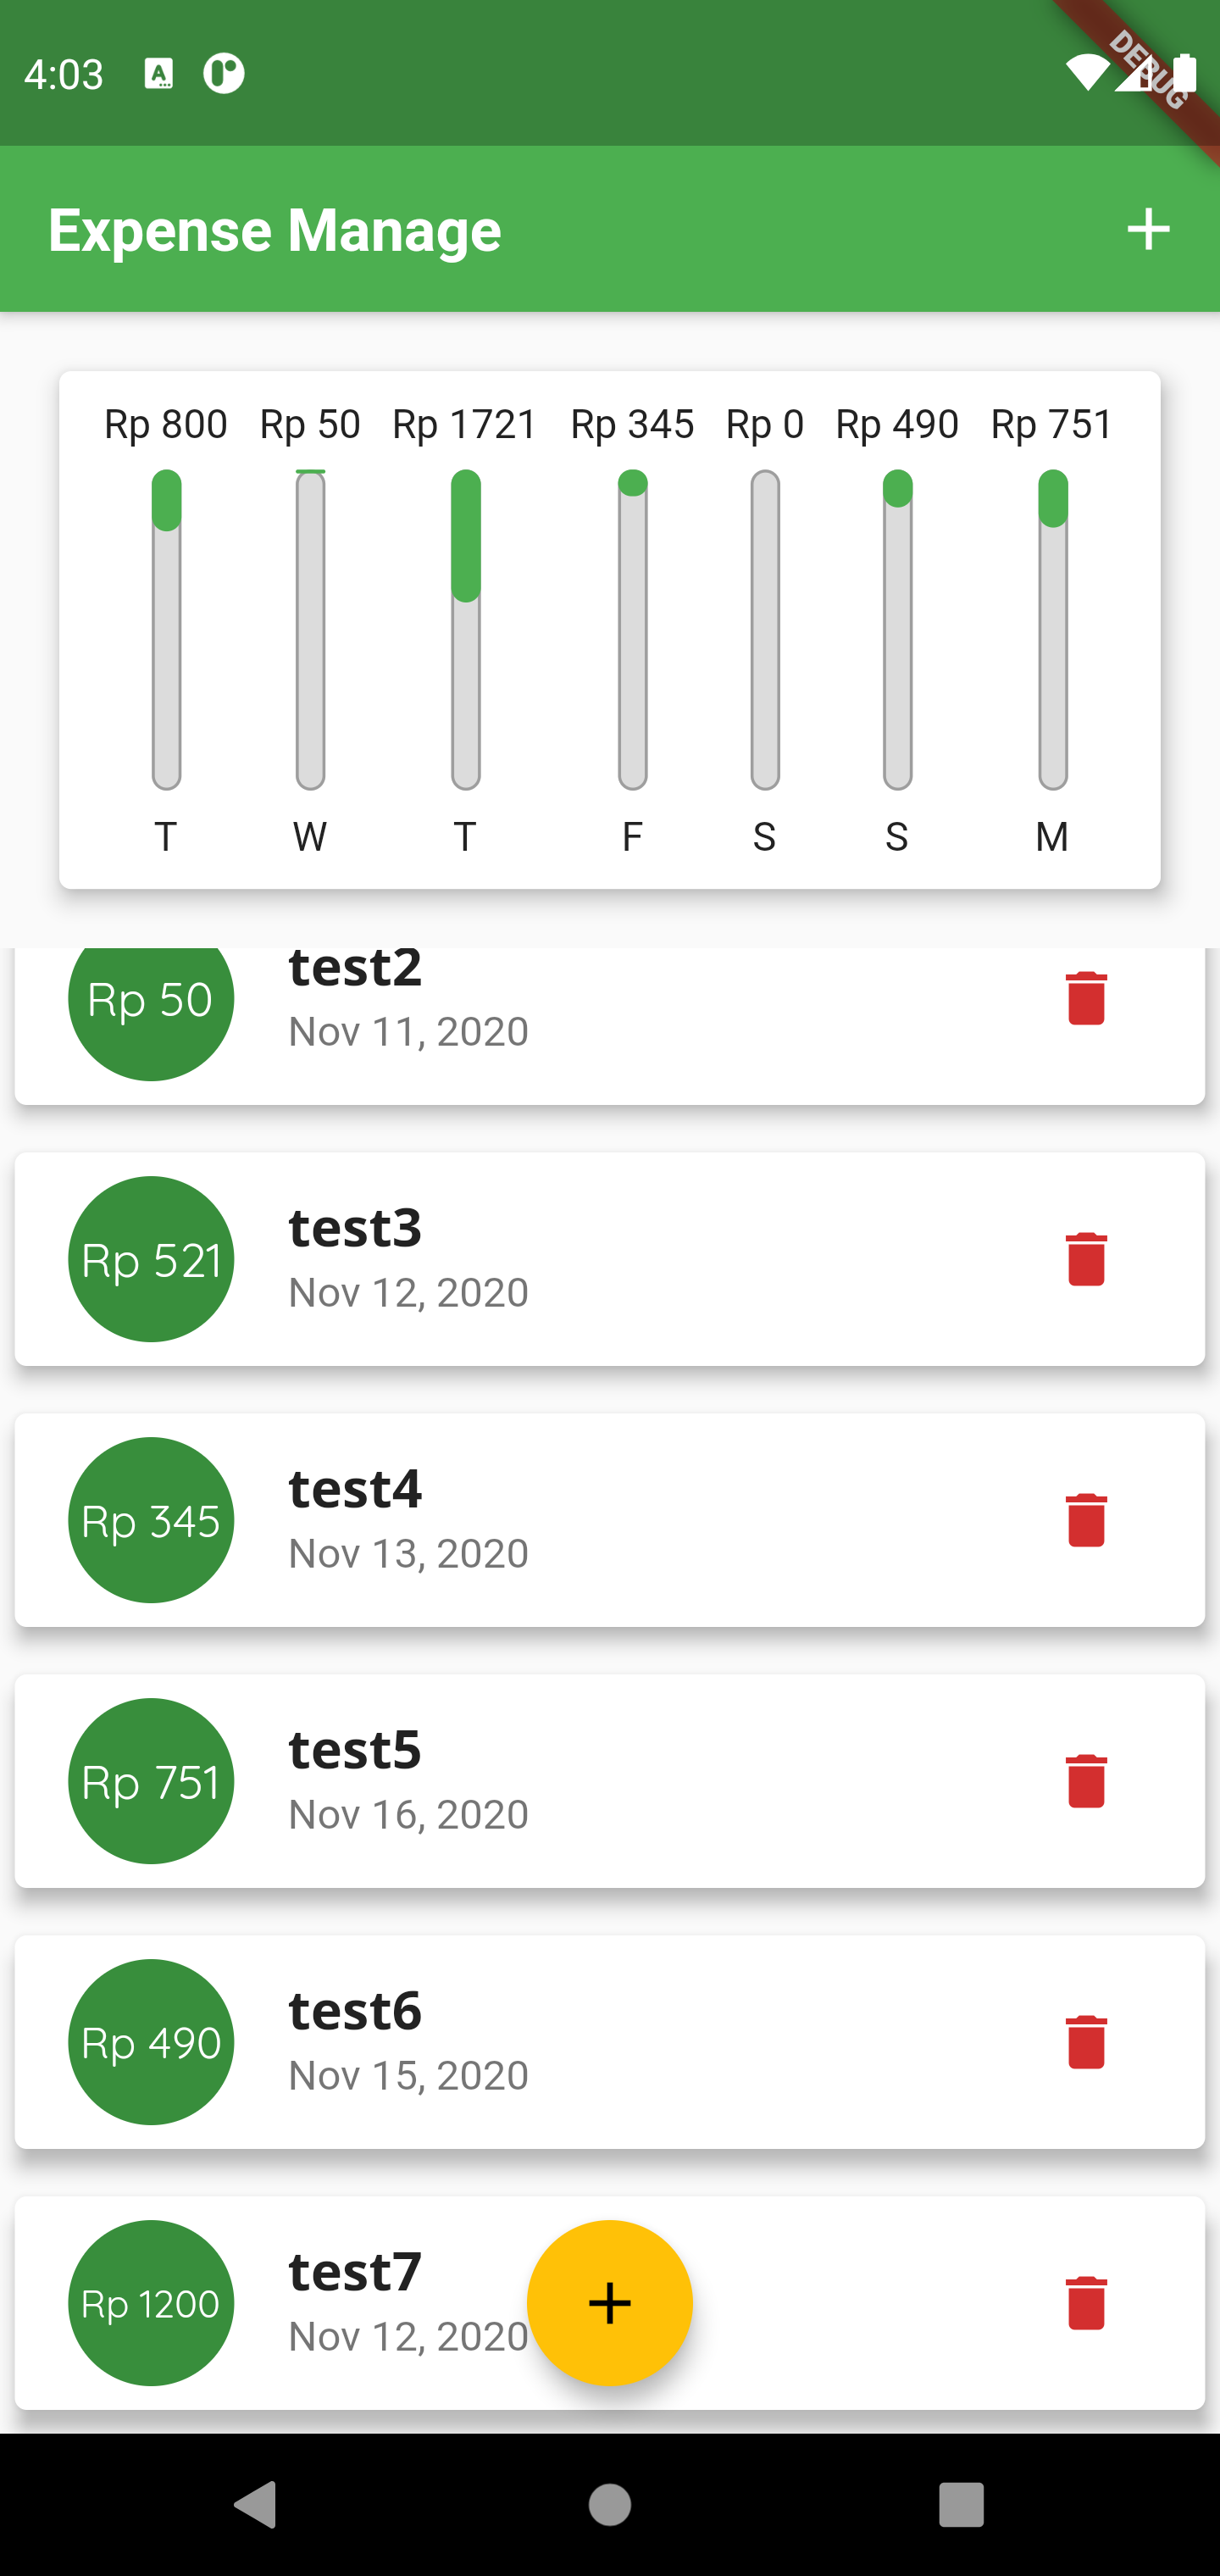 4:03
DEBUG
Expense Manage
Rp 800 Rp 50 Rp 1721 Rp 345 Rp 0 Rp 490 Rp 751
T W T F S S M
Rp 50
test2
Nov 11, 2020
Rp 521
test3
Nov 12, 2020
Rp 345
test4
Nov 13, 2020
Rp 751
test5
Nov 16, 2020
Rp 490
test6
Nov 15, 2020
Rp 1200
test7
Nov 12, 2020